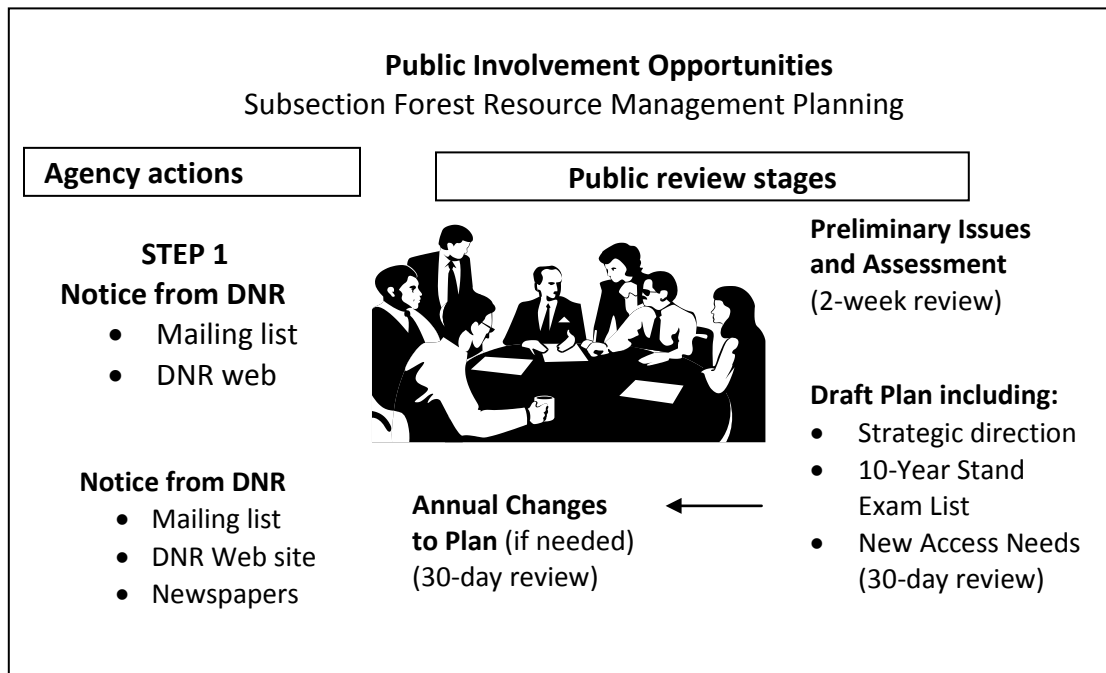 Public Involvement Opportunities
Subsection Forest Resource Management Planning
Agency actions
Public review stages
STEP 1
Notice from DNR
• Mailing list
• DNR web
Notice from DNR
• Mailing list
• DNR Web site
• Newspapers
Preliminary Issues
and Assessment
(2-week review)
Draft Plan including:
• Strategic direction
• 10-Year Stand
Exam List
• New Access Needs
(30-day review)
Annual Changes
to Plan (if needed)
(30-day review)